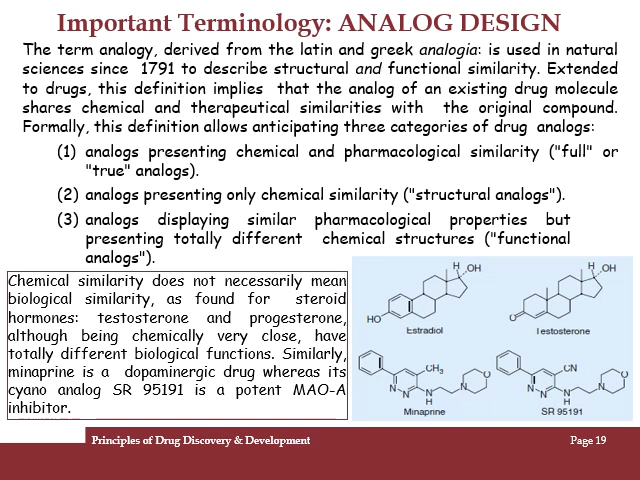 Important Terminology: ANALOG DESIGN
The term analogy, derived from the latin and greek analogia: is used in natural
sciences since 1791 to describe structural and functional similarity. Extended
to drugs, this definition implies that the analog of an existing drug molecule
shares chemical and therapeutical similarities with the original compound.
Formally, this definition allows anticipating three categories of drug analogs:
(1) analogs presenting chemical and pharmacological similarity ("full" or
"true" analogs).
(2) analogs presenting only chemical similarity ("structural analogs").
(3) analogs displaying similar pharmacological properties but
presenting totally different chemical structures ("functional
analogs").
Chemical similarity does not necessarily mean
biological similarity, as found for steroid
hormones: testosterone and progesterone,
although being chemically very close, have
totally different biological functions. Similarly,
minaprine is a dopaminergic drug whereas its
cyano analog SR 95191 is a potent MAO-A
inhibitor.
H OH
HO
Estradiol
H OH
O
Testosterone
CH3
O
N N N N
H
Minaprine
CN
O
N N N N
H
SR 95191
Principles of Drug Discovery & Development
Page 19